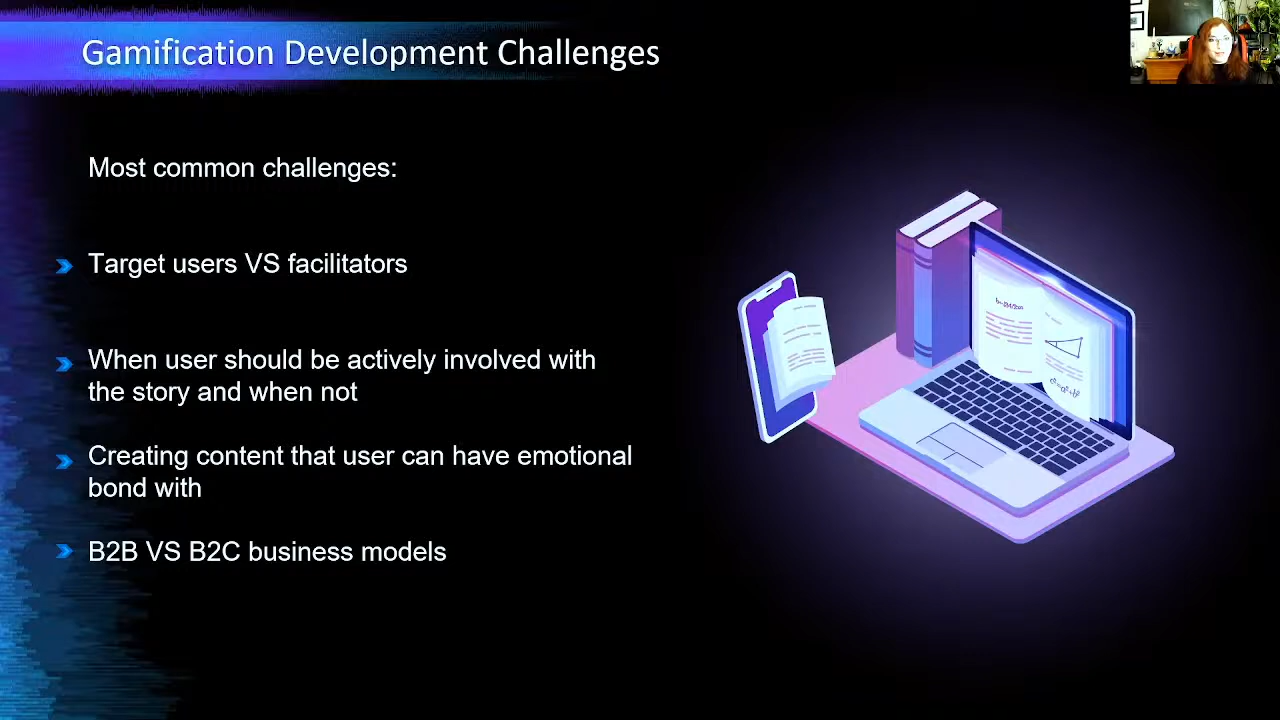 Gamification Development Challenges
Most common challenges:
Target users VS facilitators
When user should be actively involved with
the story and when not
Creating content that user can have emotional
bond with
B2B VS B2C business models